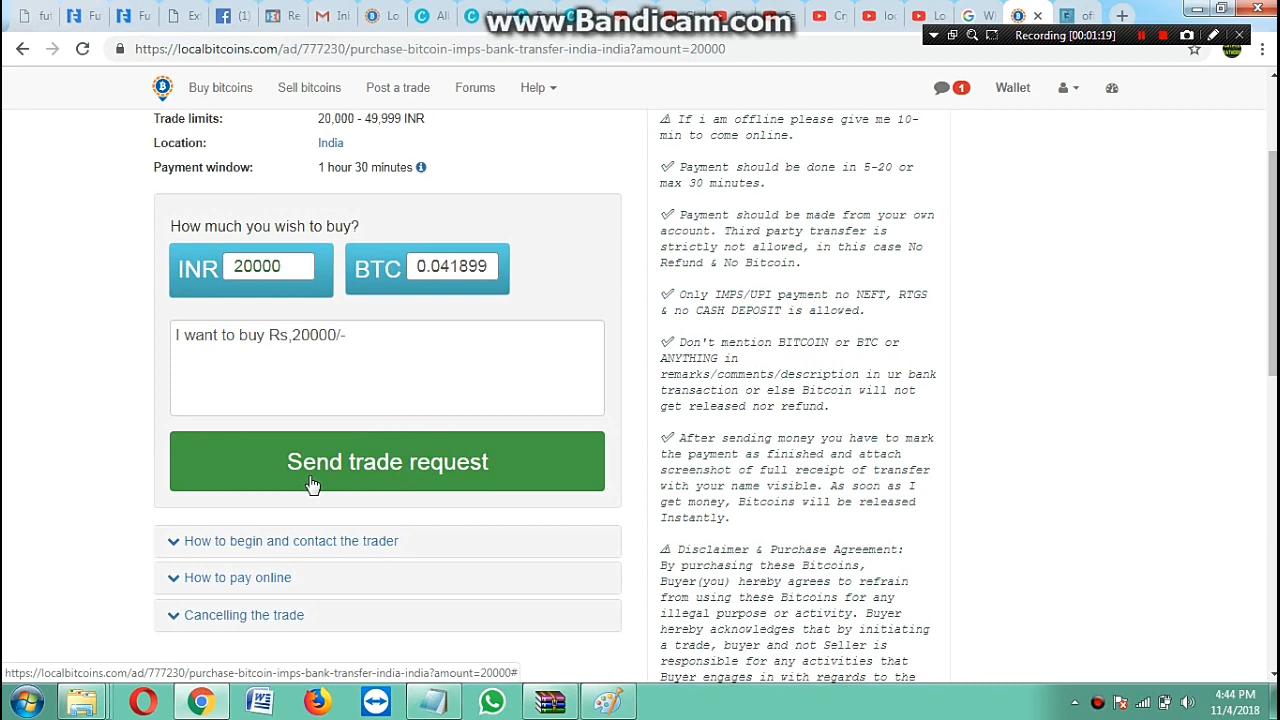 fut
Fu
Fu
Ex
(1)
Re
Inl
Lo
Al
www.Bandicam.com
Cr
loc
Lo
W
of
https://localbitcoins.com/ad/777230/purchase-bitcoin-imps-bank-transfer-india-india?amount=20000
Recording [00:01:19]
Buy bitcoins
Sell bitcoins
Post a trade
Forums
Help
1
Wallet
Trade limits:
20,000 - 49,999 INR
Location:
India
Payment window:
1 hour 30 minutes
How much you wish to buy?
INR 20000
BTC 0.041899
I want to buy Rs,20000/-
Send trade request
How to begin and contact the trader
How to pay online
Cancelling the trade
⚠ If i am offline please give me 10-
min to come online.
✅ Payment should be done in 5-20 or
max 30 minutes.
✅ Payment should be made from your own
account. Third party transfer is
strictly not allowed, in this case No
Refund & No Bitcoin.
✅ Only IMPS/UPI payment no NEFT, RTGS
& no CASH DEPOSIT is allowed.
✅ Don't mention BITCOIN or BTC or
ANYTHING in
remarks/comments/description in ur bank
transaction or else Bitcoin will not
get released nor refund.
✅ After sending money you have to mark
the payment as finished and attach
screenshot of full receipt of transfer
with your name visible. As soon as I
get money, Bitcoins will be released
Instantly.
⚠ Disclaimer & Purchase Agreement:
By purchasing these Bitcoins,
Buyer(you) hereby agrees to refrain
from using these Bitcoins for any
illegal purpose or activity. Buyer
hereby acknowledges that by initiating
a trade, buyer and not Seller is
responsible for any activities that
Buyer engages in with regards to the
https://localbitcoins.com/ad/777230/purchase-bitcoin-imps-bank-transfer-india-india?amount=20000#
4:44 PM
11/4/2018